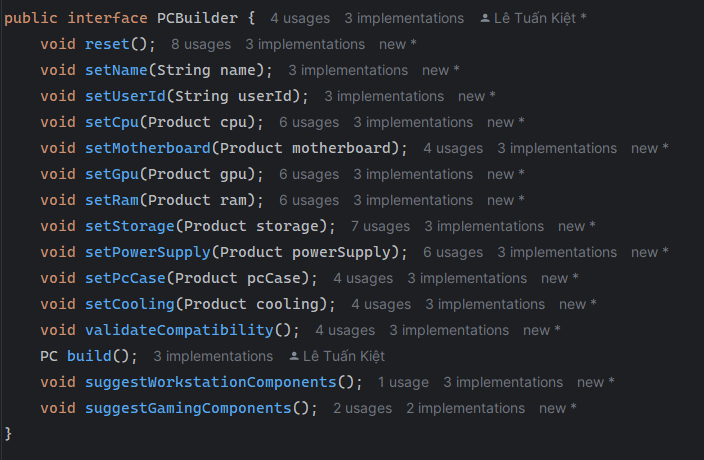 public interface PCBuilder { 4 usages 3 implementations Lê Tuấn Kiệt *
void reset(); 8 usages 3 implementations new *
void setName(String name); 3 implementations new *
void setUserId(String userId); 3 implementations new *
void setCpu(Product cpu); 6 usages 3 implementations new *
void setMotherboard(Product motherboard); 4 usages 3 implementations new *
void setGpu(Product gpu); 6 usages 3 implementations new *
void setRam(Product ram); 6 usages 3 implementations new *
void setStorage(Product storage); 7 usages 3 implementations new *
void setPowerSupply(Product powerSupply); 6 usages 3 implementations new *
void setPcCase(Product pcCase); 4 usages 3 implementations new *
void setCooling(Product cooling); 4 usages 3 implementations new *
void validateCompatibility(); 4 usages 3 implementations new *
PC build(); 3 implementations Lê Tuấn Kiệt
void suggestWorkstationComponents(); 1 usage 3 implementations new *
void suggestGamingComponents(); 2 usages 2 implementations new *
}